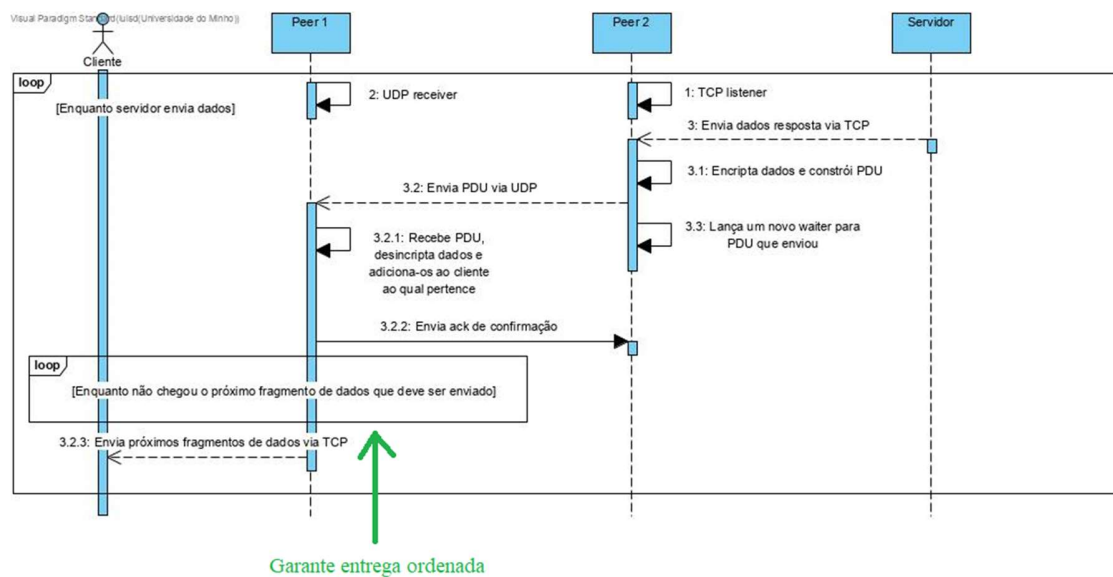 Visual Paradigm Standard(luisd(Universidade do Minho))
Cliente
Peer 1
Peer 2
Servidor
loop
[Enquanto servidor envia dados]
2: UDP receiver
1: TCP listener
3: Envia dados resposta via TCP
3.1: Encripta dados e constrói PDU
3.2: Envia PDU via UDP
3.3: Lança um novo waiter para
PDU que enviou
3.2.1: Recebe PDU,
desincripta dados e
adiciona-os ao cliente
ao qual pertence
3.2.2: Envia ack de confirmação
loop
[Enquanto não chegou o próximo fragmento de dados que deve ser enviado]
3.2.3: Envia próximos fragmentos de dados via TCP
Garante entrega ordenada